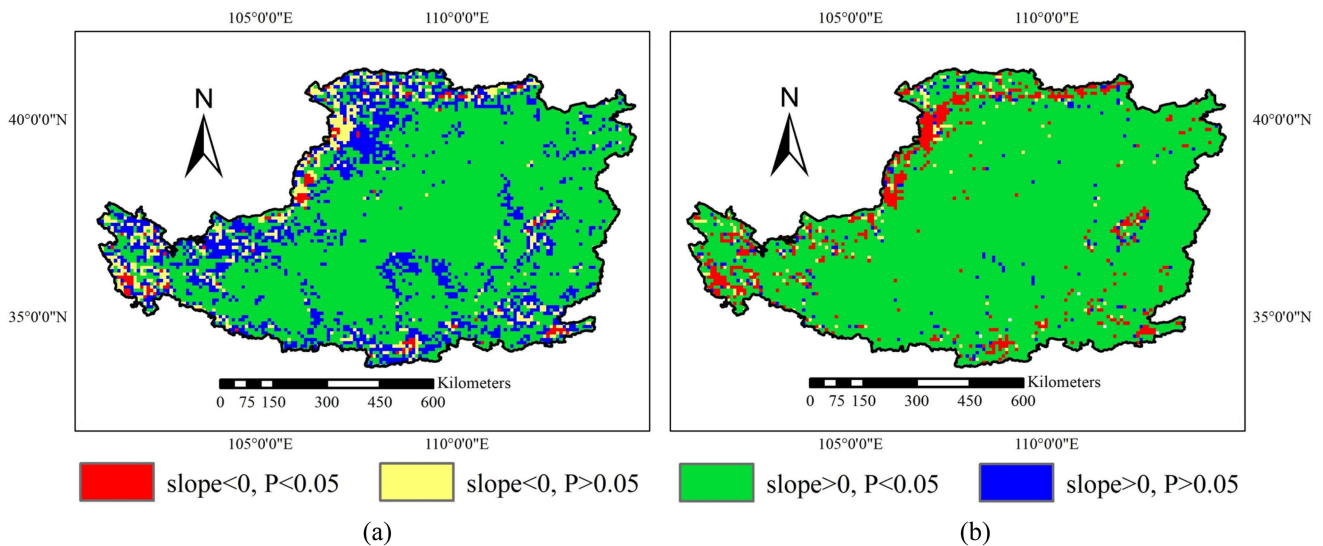 105°0'0"E 110°0'0"E 105°0'0"E 110°0'0"E
N N
40°0'0"N 40°0'0"N
35°0'0"N 35°0'0"N
Kilometers Kilometers
0 75 150 300 450 600 0 75 150 300 450 600
105°0'0"E 110°0'0"E 105°0'0"E 110°0'0"E
slope<0, P<0.05 slope<0, P>0.05 slope>0, P<0.05 slope>0, P>0.05
(a) (b)